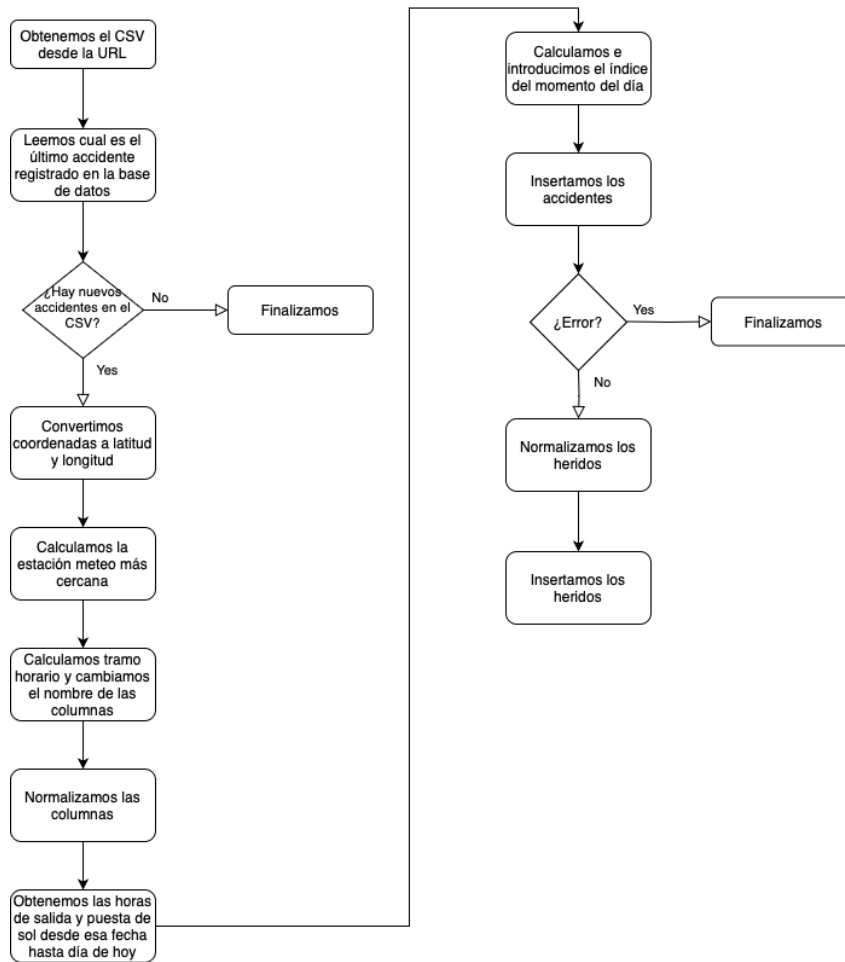 Obtenemos el CSV
desde la URL
Leemos cual es el
último accidente
registrado en la base
de datos
¿Hay nuevos
accidentes en el
CSV?
No
Finalizamos
Yes
Convertimos
coordenadas a latitud
y longitud
Calculamos la
estación meteo más
cercana
Calculamos tramo
horario y cambiamos
el nombre de las
columnas
Normalizamos las
columnas
Obtenemos las horas
de salida y puesta de
sol desde esa fecha
hasta día de hoy
Calculamos e
introducimos el índice
del momento del día
Insertamos los
accidentes
¿Error?
Yes
Finalizamos
No
Normalizamos los
heridos
Insertamos los
heridos